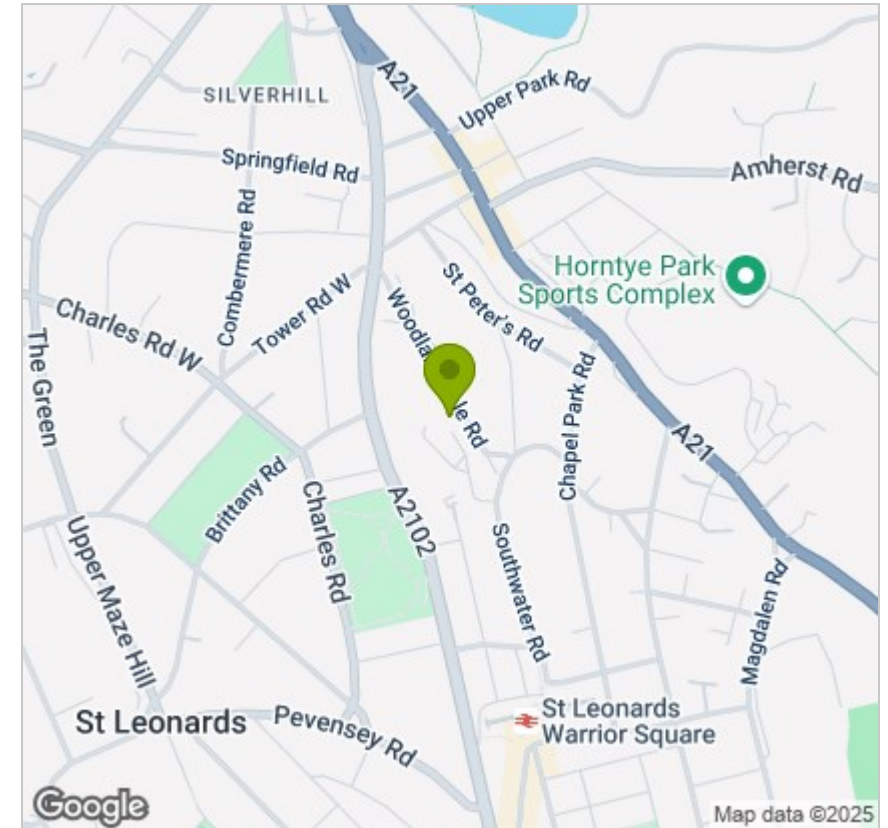 A21
SILVERHILL
Upper Park Rd
Springfield Rd
Amherst Rd
Combermere Rd
Horntye Park
Sports Complex
St Peter's Rd
Tower Rd W
Charles Rd W
The Green
Chapel Park Rd
A21
Brittany Rd
Charles Rd
A2102
Southwater Rd
Upper Maze Hill
Magdalen Rd
St Leonards
Pevensey Rd
St Leonards
Warrior Square
Google
Map data ©2025